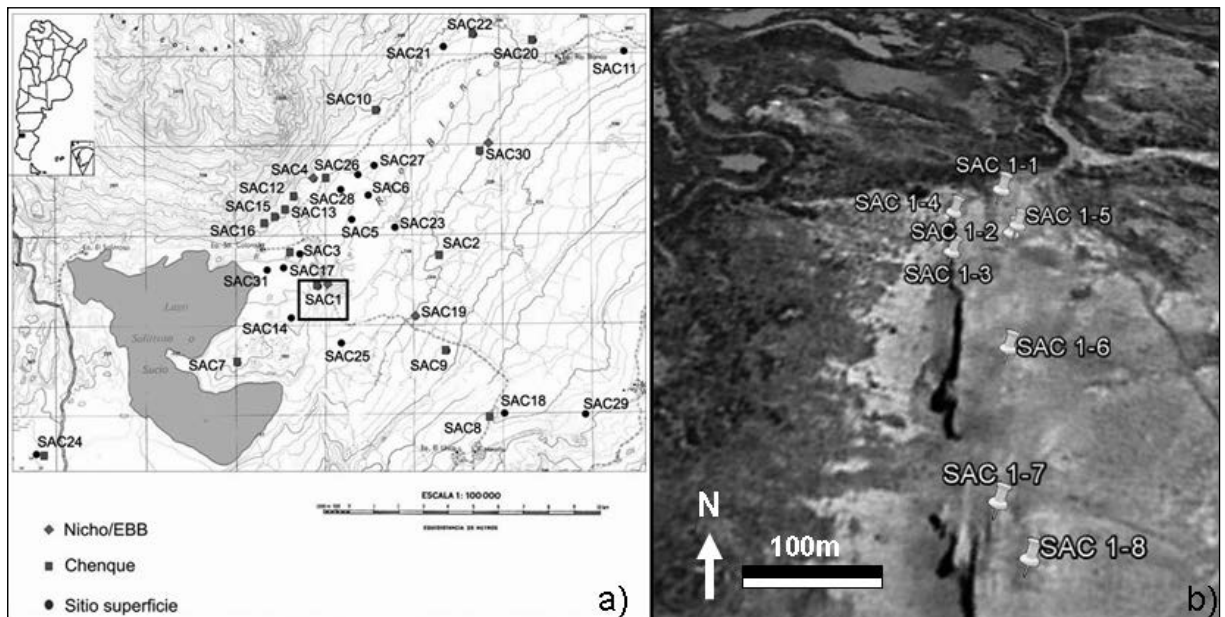 SAC22
SAC21
SAC20
SAC11
SAC10
SAC4
SAC26
SAC27
SAC30
SAC12
SAC28
SAC6
SAC15
SAC13
SAC16
SAC5
SAC23
SAC3
SAC2
SAC31
SAC17
SAC1
Lago
Salitroso
o
Sucio
SAC14
SAC19
SAC25
SAC7
SAC9
SAC18
SAC29
SAC8
SAC24
ESCALA 1: 100 000
EQUIDISTANCIA 50 METROS
Nicho/EBB
Chenque
Sitio superficie
a)
SAC 1-1
SAC 1-4
SAC 1-5
SAC 1-2
SAC 1-3
SAC 1-6
SAC 1-7
SAC 1-8
N
100m
b)